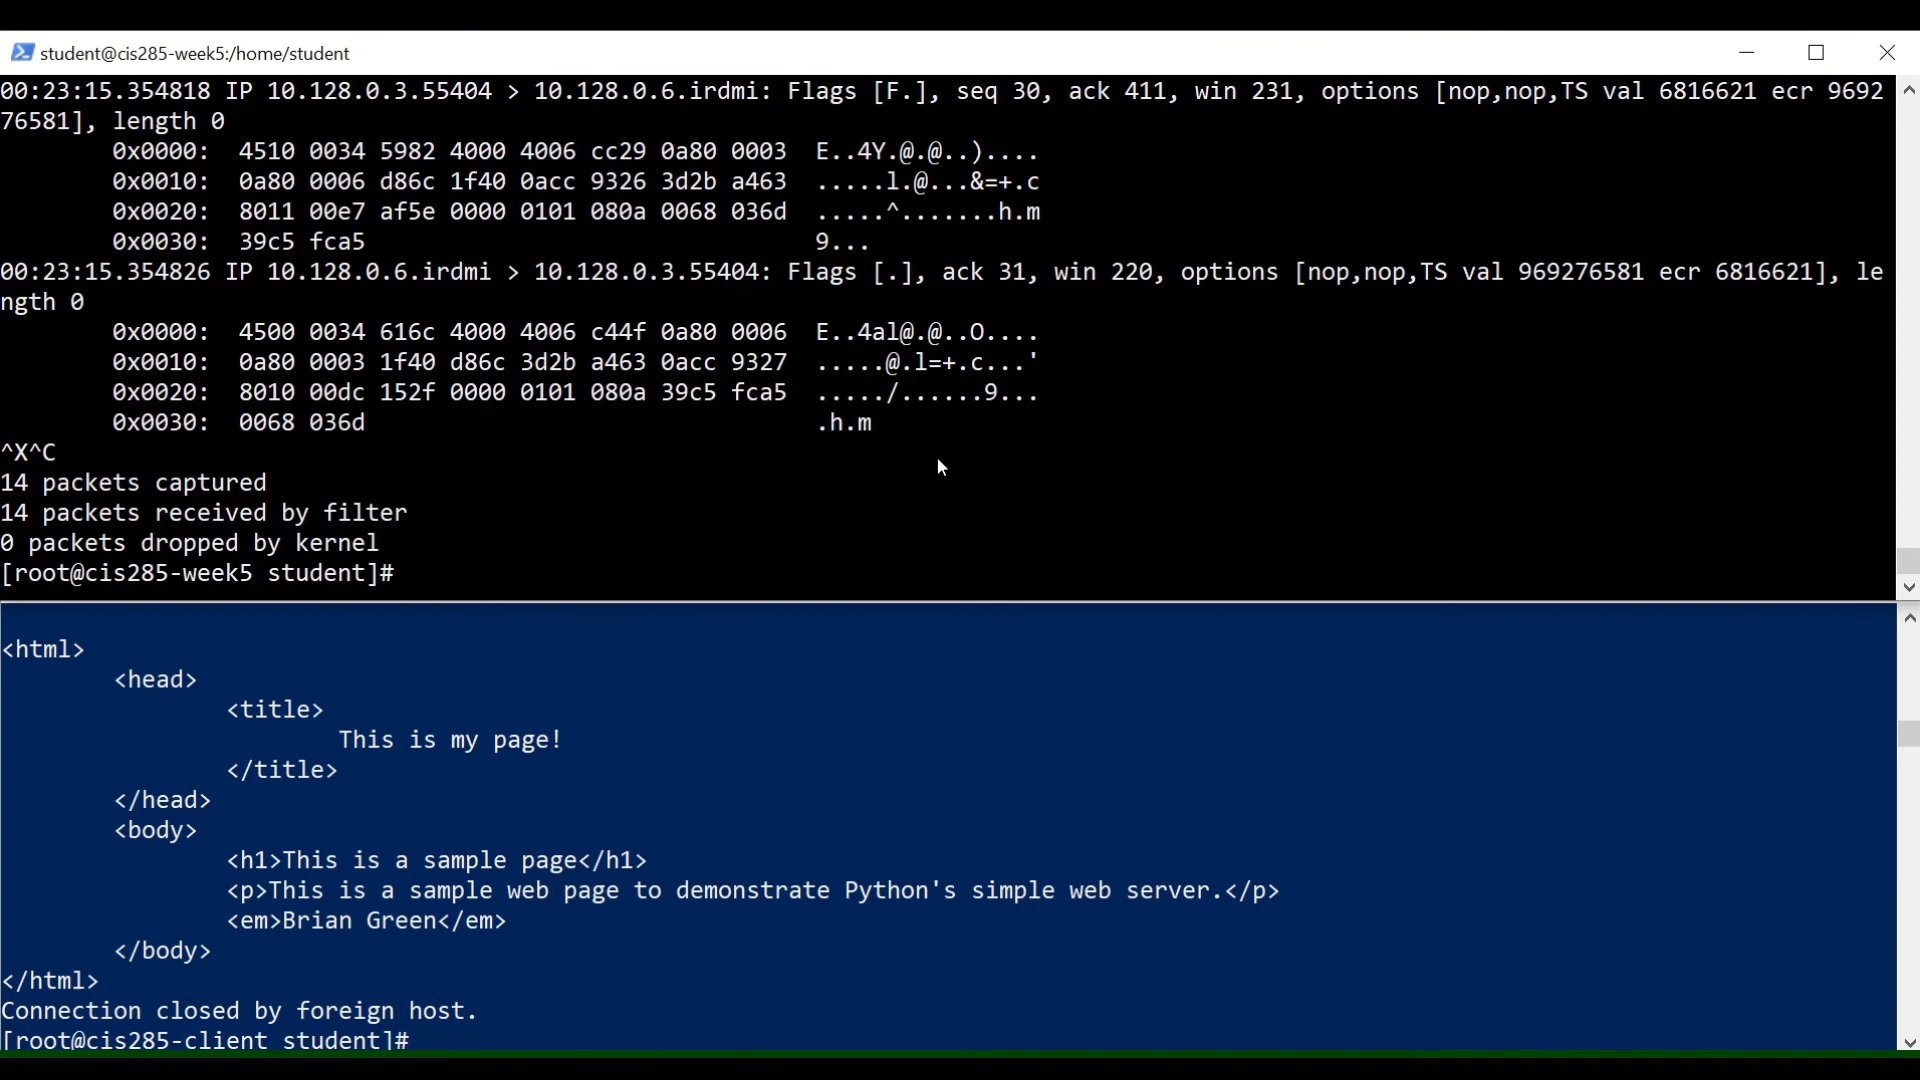 student@cis285-week5:/home/student
00:23:15.354818 IP 10.128.0.3.55404 > 10.128.0.6.irdmi: Flags [F.], seq 30, ack 411, win 231, options [nop,nop,TS val 6816621 ecr 9692
76581], length 0
        0x0000:  4510 0034 5982 4000 4006 cc29 0a80 0003  E..4Y.@.@..)....
        0x0010:  0a80 0006 d86c 1f40 0acc 9326 3d2b a463  .....l.@...&=+.c
        0x0020:  8011 00e7 af5e 0000 0101 080a 0068 036d  .....^.......h.m
        0x0030:  39c5 fca5                                9...
00:23:15.354826 IP 10.128.0.6.irdmi > 10.128.0.3.55404: Flags [.], ack 31, win 220, options [nop,nop,TS val 969276581 ecr 6816621], le
ngth 0
        0x0000:  4500 0034 616c 4000 4006 c44f 0a80 0006  E..4al@.@..O....
        0x0010:  0a80 0003 1f40 d86c 3d2b a463 0acc 9327  .....@.l=+.c...'
        0x0020:  8010 00dc 152f 0000 0101 080a 39c5 fca5  ...../......9...
        0x0030:  0068 036d                                .h.m
^X^C
14 packets captured
14 packets received by filter
0 packets dropped by kernel
[root@cis285-week5 student]#
<html>
        <head>
                <title>
                        This is my page!
                </title>
        </head>
        <body>
                <h1>This is a sample page</h1>
                <p>This is a sample web page to demonstrate Python's simple web server.</p>
                <em>Brian Green</em>
        </body>
</html>
Connection closed by foreign host.
[root@cis285-client student]#